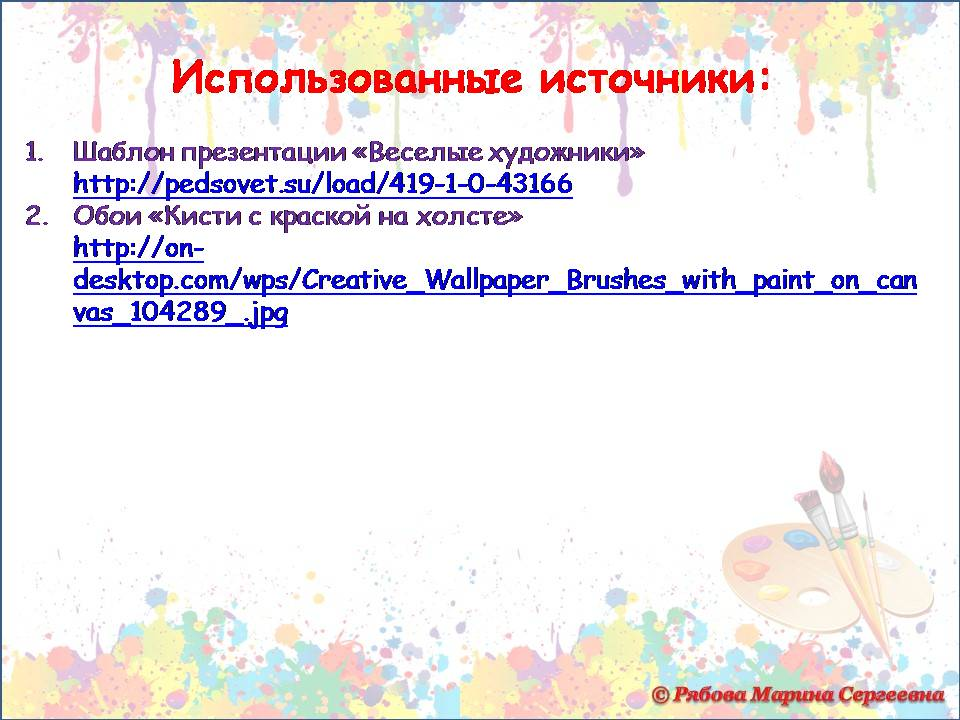 Использованные источники:
1. Шаблон презентации «Веселые художники»
http://pedsovet.su/load/419-1-0-43166
2. Обои «Кисти с краской на холсте»
http://on-
desktop.com/wps/Creative_Wallpaper_Brushes_with_paint_on_can
vas_104289_.jpg
© Рябова Марина Сергеевна